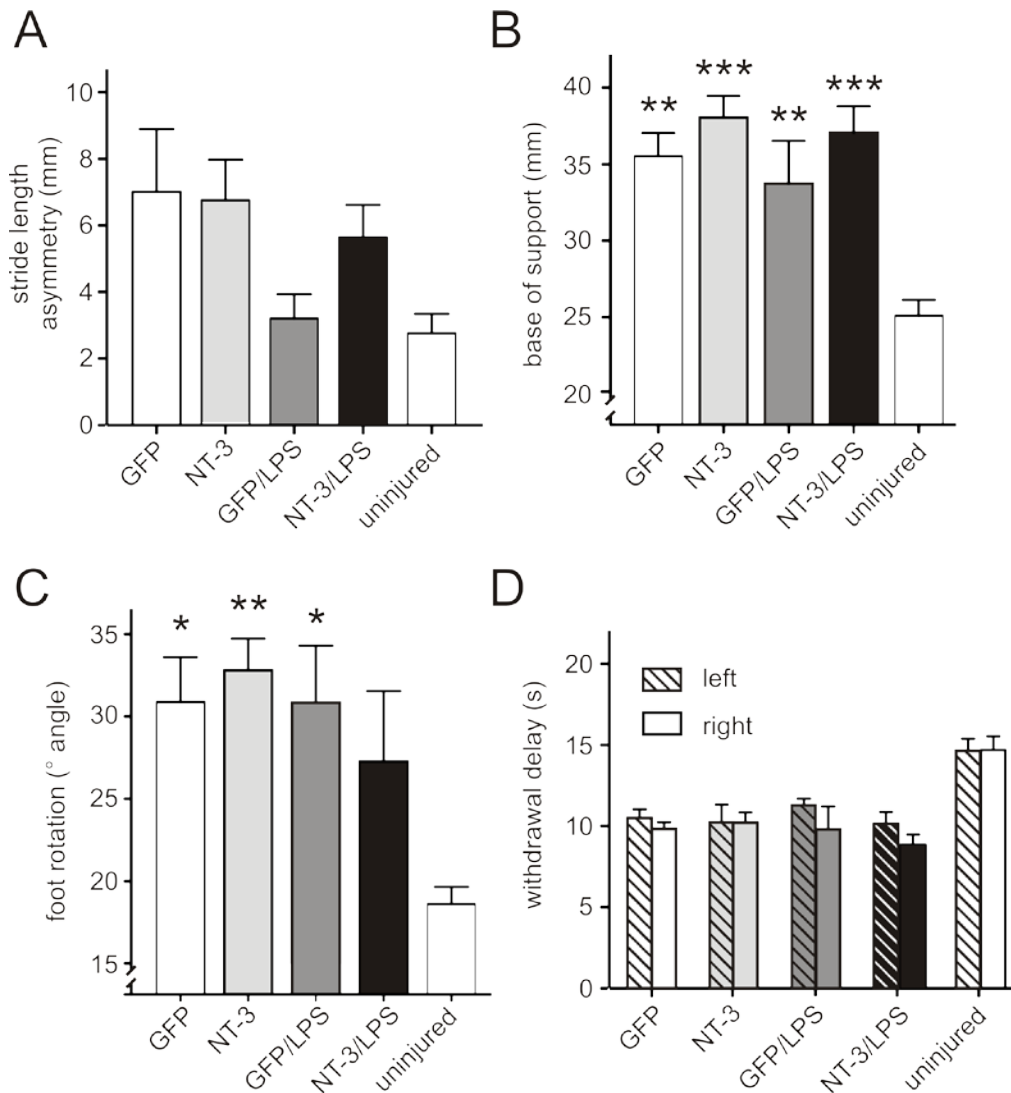 A
stride length
asymmetry (mm)
10
8
6
4
2
0
GFP
NT-3
GFP/LPS
NT-3/LPS
uninjured
B
base of support (mm)
40
35
30
25
20
**
***
**
***
GFP
NT-3
GFP/LPS
NT-3/LPS
uninjured
C
foot rotation (° angle)
35
30
25
20
15
*
**
*
GFP
NT-3
GFP/LPS
NT-3/LPS
uninjured
D
withdrawal delay (s)
20
15
10
5
0
left
right
GFP
NT-3
GFP/LPS
NT-3/LPS
uninjured